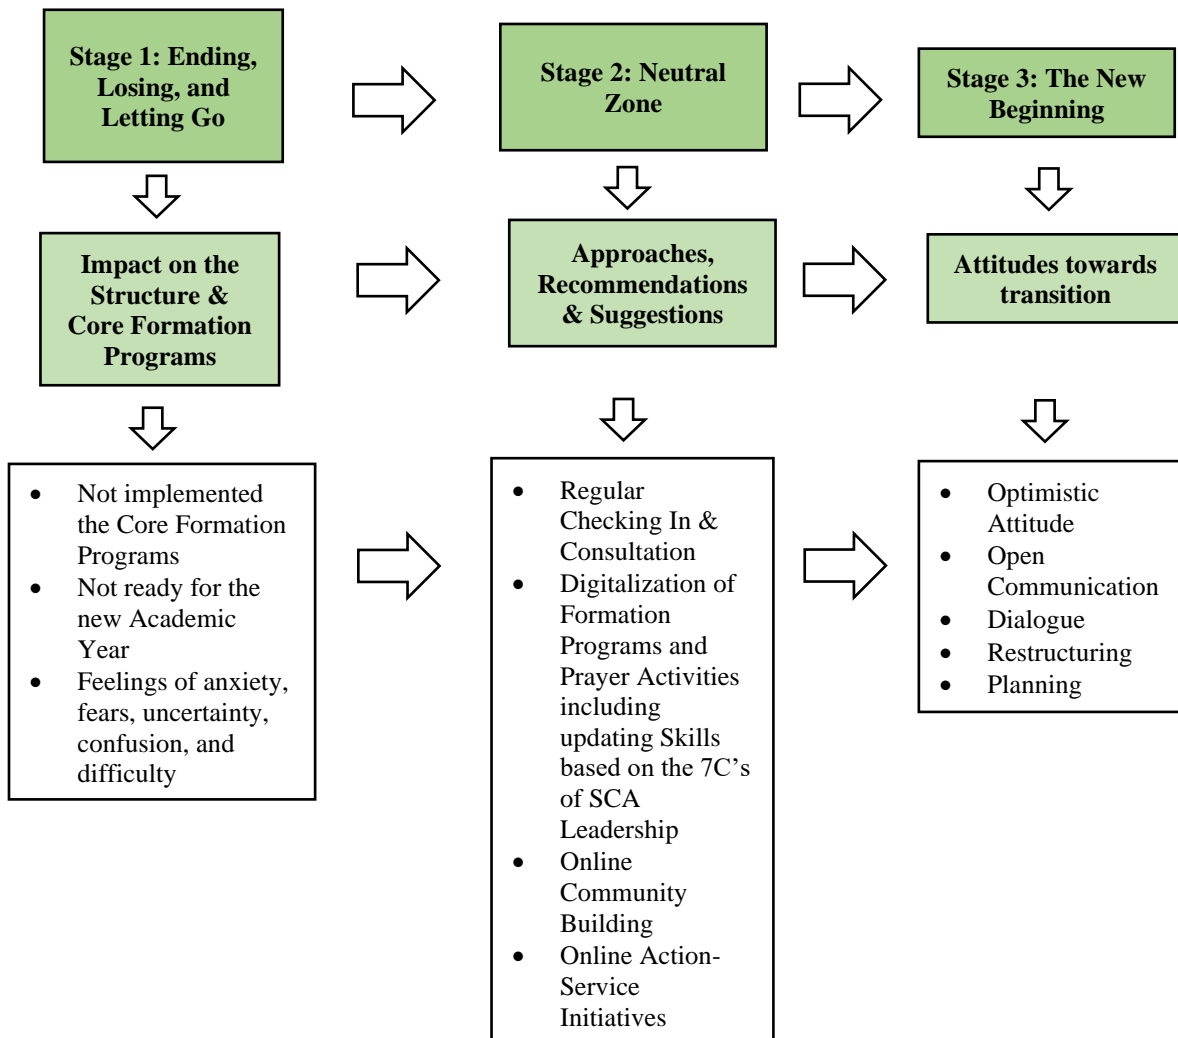 Stage 1: Ending,
Losing, and
Letting Go
Stage 2: Neutral
Zone
Stage 3: The New
Beginning
Impact on the
Structure &
Core Formation
Programs
Approaches,
Recommendations
& Suggestions
Attitudes towards
transition
• Not implemented
the Core Formation
Programs
• Not ready for the
new Academic
Year
• Feelings of anxiety,
fears, uncertainty,
confusion, and
difficulty
• Regular
Checking In &
Consultation
• Digitalization of
Formation
Programs and
Prayer Activities
including
updating Skills
based on the 7C’s
of SCA
Leadership
• Online
Community
Building
• Online Action-
Service
Initiatives
• Optimistic
Attitude
• Open
Communication
• Dialogue
• Restructuring
• Planning